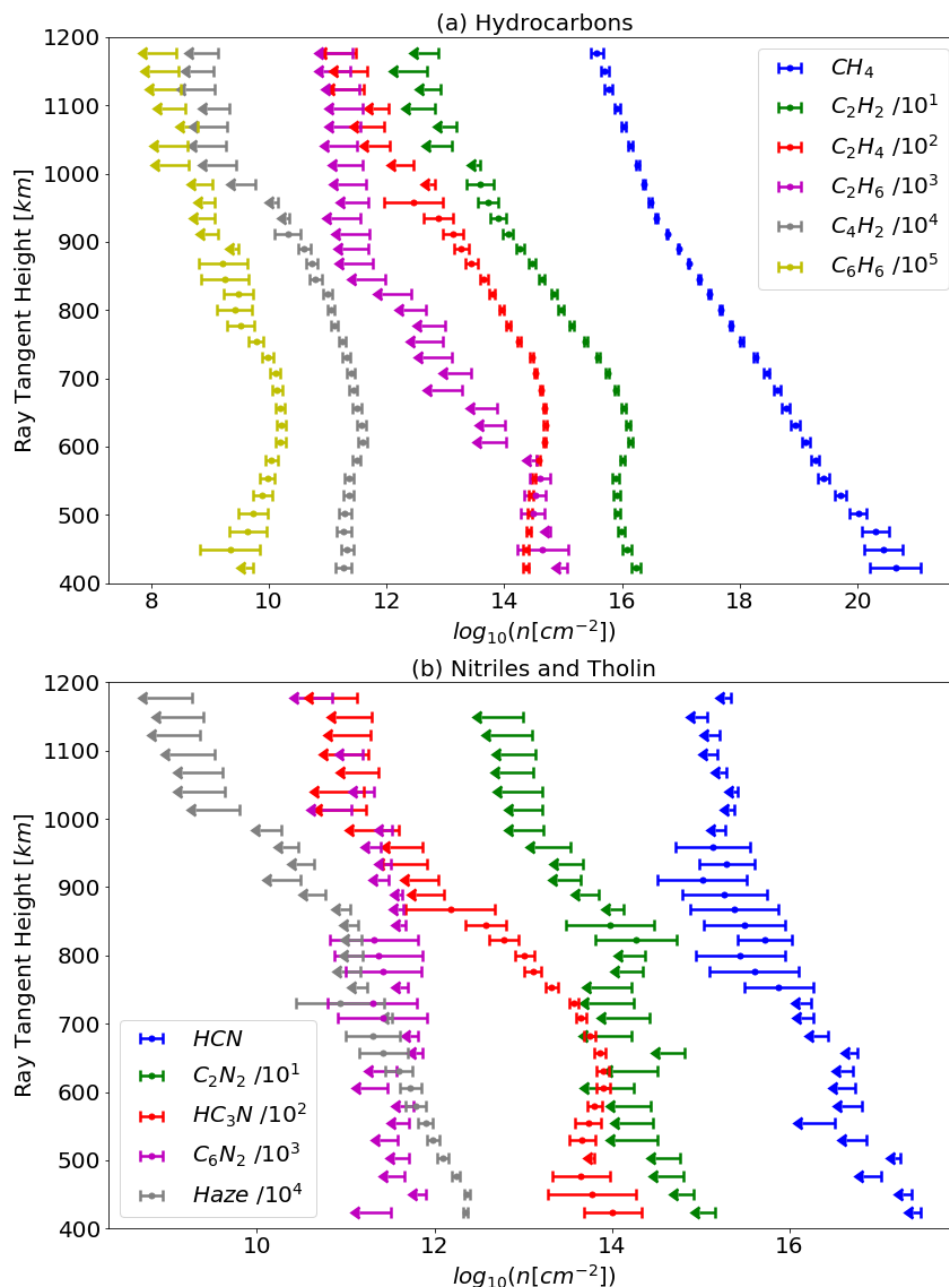 (a) Hydrocarbons
1200
1100
1000
900
800
700
600
500
400
Ray Tangent Height [km]
CH₄
C₂H₂ /10¹
C₂H₄ /10²
C₂H₆ /10³
C₄H₂ /10⁴
C₆H₆ /10⁵
8 10 12 14 16 18 20
log₁₀(n[cm⁻²])
(b) Nitriles and Tholin
1200
1100
1000
900
800
700
600
500
400
Ray Tangent Height [km]
HCN
C₂N₂ /10¹
HC₃N /10²
C₆N₂ /10³
Haze /10⁴
10 12 14 16
log₁₀(n[cm⁻²])